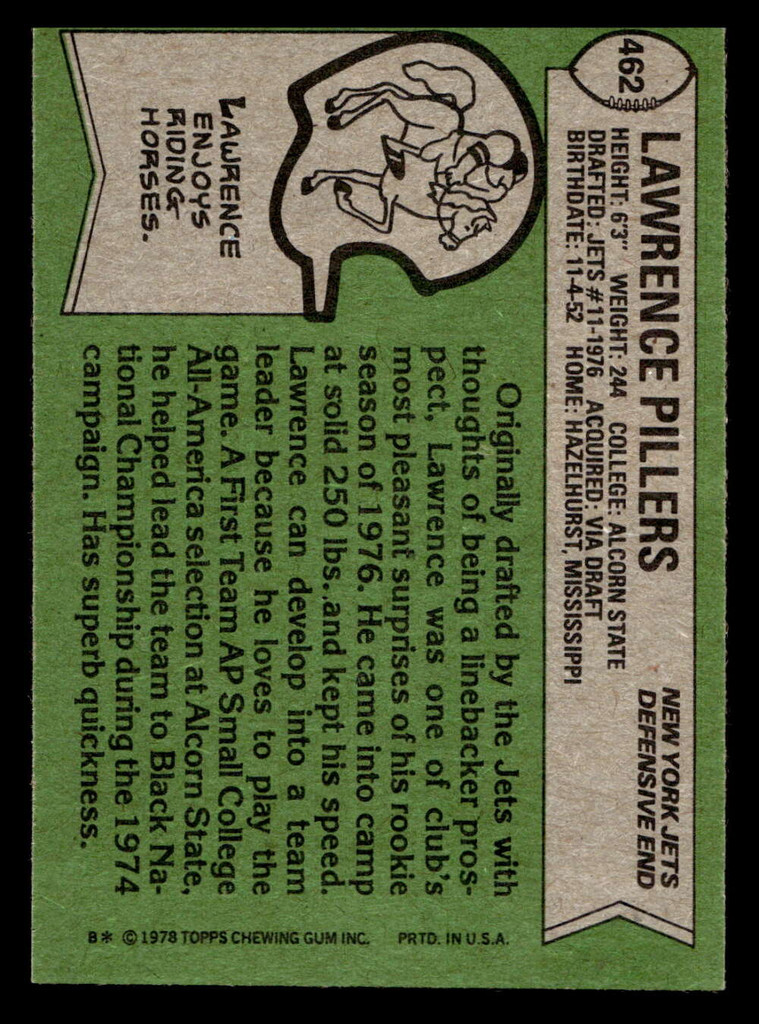 462
LAWRENCE PILLERS
NEW YORK JETS
DEFENSIVE END
HEIGHT: 6'3" WEIGHT: 244 COLLEGE: ALCORN STATE
DRAFTED: JETS #11-1976 ACQUIRED: VIA DRAFT
BIRTHDATE: 11-4-52 HOME: HAZELHURST, MISSISSIPPI
LAWRENCE
ENJOYS
RIDING
HORSES.
Originally drafted by the Jets with
thoughts of being a linebacker pros-
pect, Lawrence was one of club's
most pleasant surprises of his rookie
season of 1976. He came into camp
at solid 250 lbs. and kept his speed.
Lawrence can develop into a team
leader because he loves to play the
game. A First Team AP Small College
All-America selection at Alcorn State,
he helped lead the team to Black Na-
tional Championship during the 1974
campaign. Has superb quickness.
B* © 1978 TOPPS CHEWING GUM INC. PRTD. IN U.S.A.